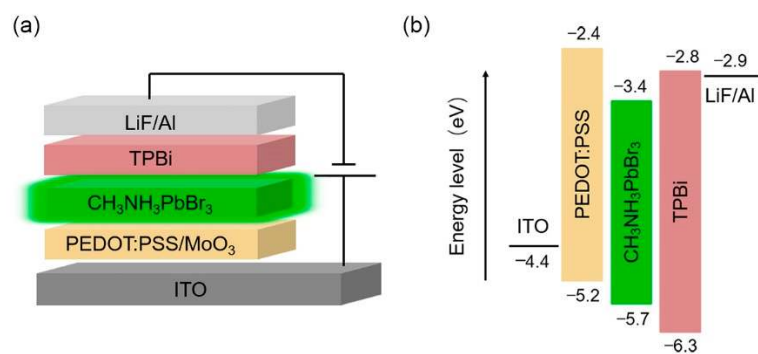 (a)
LiF/Al
TPBi
CH₃NH₃PbBr₃
PEDOT:PSS/MoO₃
ITO
(b)
Energy level (eV)
ITO
−4.4
−2.4
PEDOT:PSS
−5.2
−3.4
CH₃NH₃PbBr₃
−5.7
−2.8
TPBi
−6.3
−2.9
LiF/Al